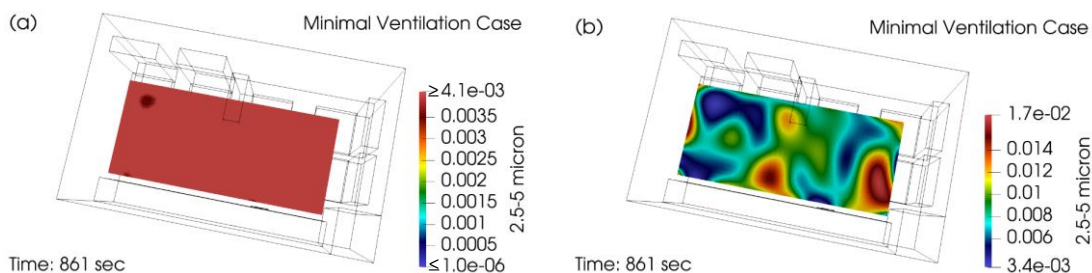 (a)
Minimal Ventilation Case
≥4.1e-03
0.0035
0.003
0.0025
0.002
0.0015
0.001
0.0005
≤1.0e-06
2.5-5 micron
Time: 861 sec
(b)
Minimal Ventilation Case
1.7e-02
0.014
0.012
0.01
0.008
0.006
3.4e-03
2.5-5 micron
Time: 861 sec